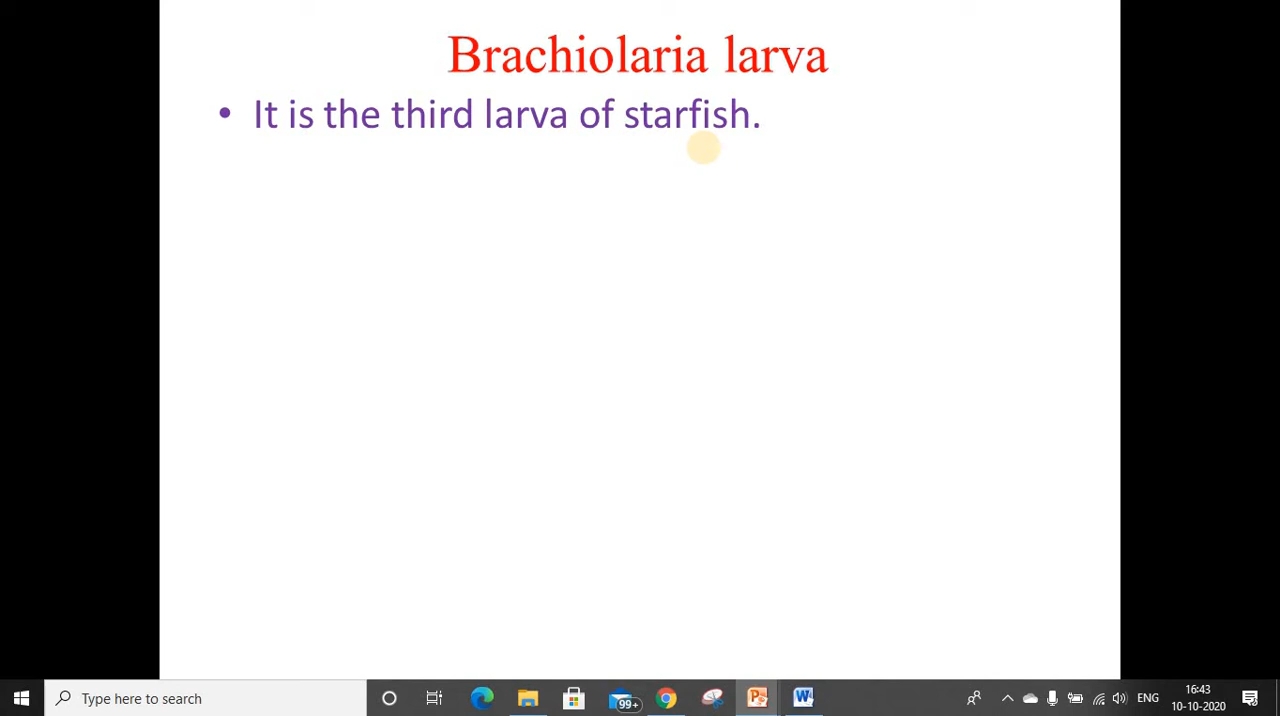 Brachiolaria larva
• It is the third larva of starfish.
Type here to search
99+
ENG
16:43
10-10-2020